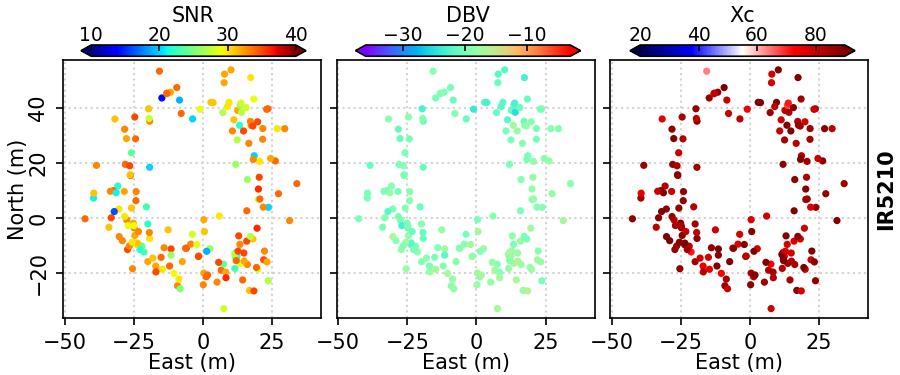 SNR DBV Xc
10 20 30 40 −30 −20 −10 20 40 60 80
North (m)
40
20
0
−20
IR5210
−50 −25 0 25 −50 −25 0 25 −50 −25 0 25
East (m) East (m) East (m)